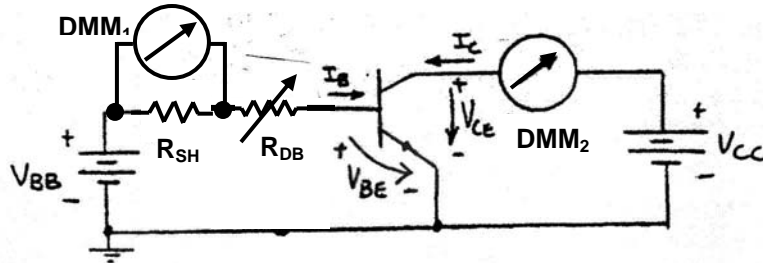 DMM₁
I_B
I_C
+
R_SH
R_DB
+
V_CE
-
DMM₂
+
V_CC
-
+
V_BB
-
+
V_BE
-